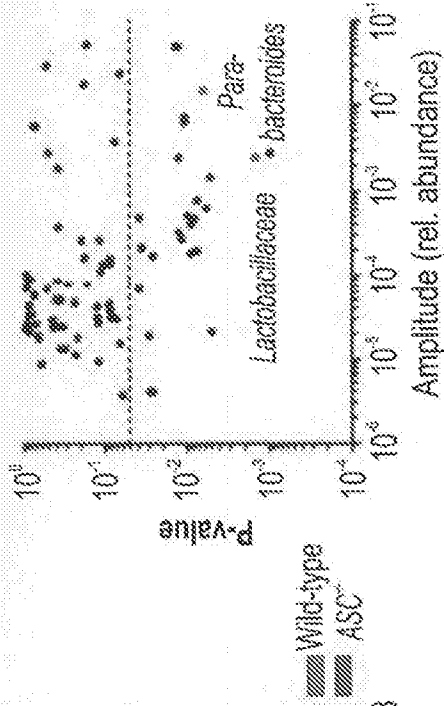 Wild-type
ASC-/-
P-value
10⁰
10⁻¹
10⁻²
10⁻³
10⁻⁴
Para-
bacteroides
Lactobacillaceae
10⁻⁶
10⁻⁵
10⁻⁴
10⁻³
10⁻²
10⁻¹
Amplitude (rel. abundance)